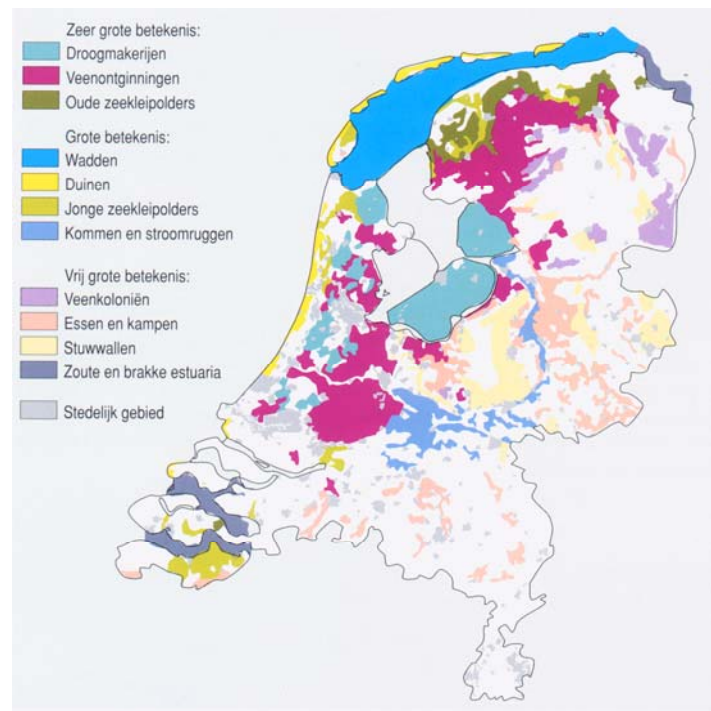 Zeer grote betekenis:
Droogmakerijen
Veenontginningen
Oude zeekleipolders
Grote betekenis:
Wadden
Duinen
Jonge zeekleipolders
Kommen en stroomruggen
Vrij grote betekenis:
Veenkoloniën
Essen en kampen
Stuwwallen
Zoute en brakke estuaria
Stedelijk gebied